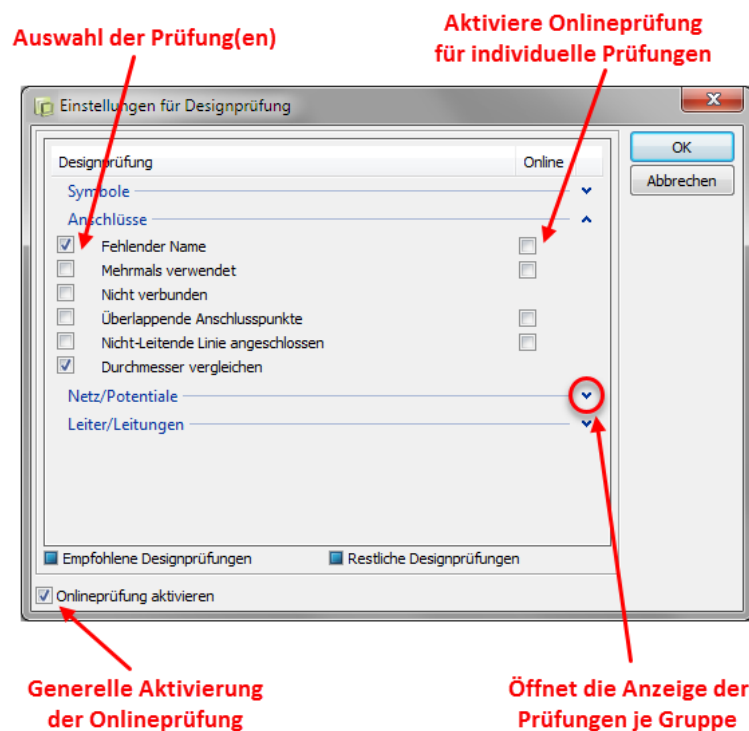 Auswahl der Prüfung(en)
Aktiviere Onlineprüfung
für individuelle Prüfungen
Einstellungen für Designprüfung
OK
Abbrechen
Designprüfung Online
Symbole
Anschlüsse
Fehlender Name
Mehrmals verwendet
Nicht verbunden
Überlappende Anschlusspunkte
Nicht-Leitende Linie angeschlossen
Durchmesser vergleichen
Netz/Potentiale
Leiter/Leitungen
Empfohlene Designprüfungen Restliche Designprüfungen
Onlineprüfung aktivieren
Generelle Aktivierung
der Onlineprüfung
Öffnet die Anzeige der
Prüfungen je Gruppe